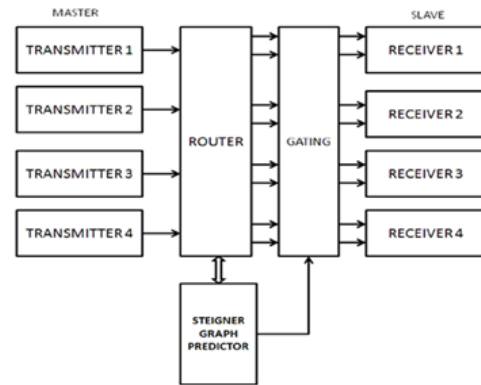 MASTER
SLAVE
TRANSMITTER 1
ROUTER
GATING
RECEIVER 1
TRANSMITTER 2
RECEIVER 2
TRANSMITTER 3
RECEIVER 3
TRANSMITTER 4
RECEIVER 4
STEIGNER
GRAPH
PREDICTOR